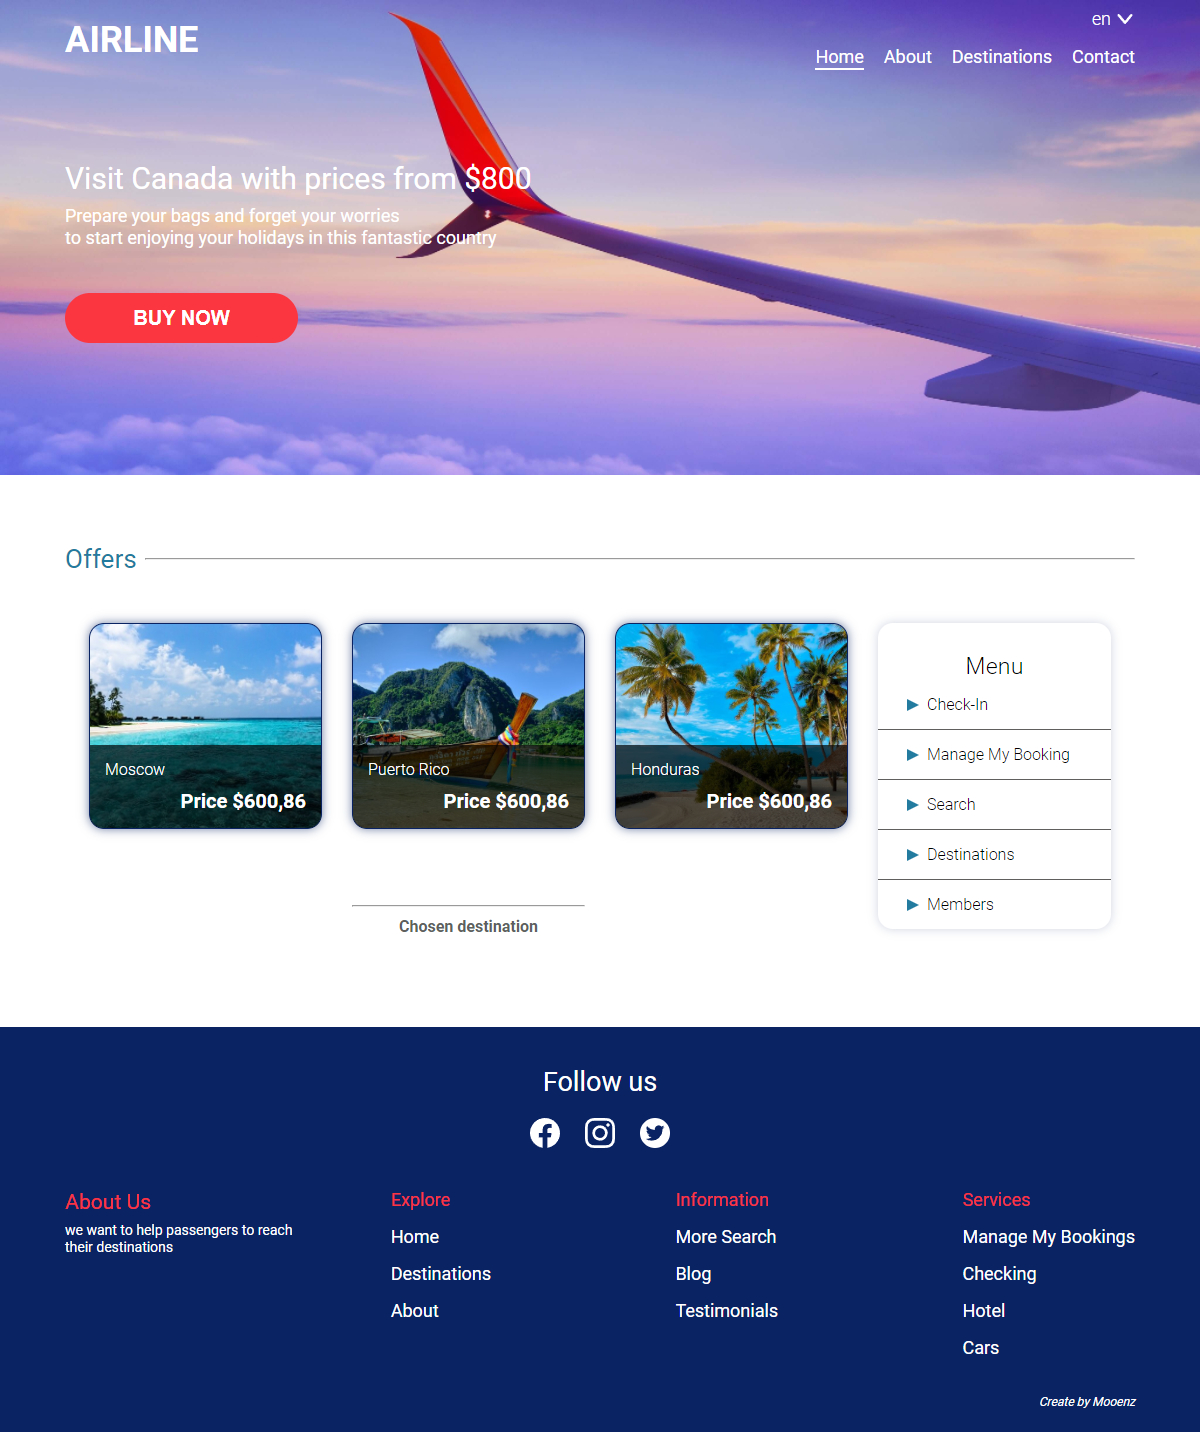 AIRLINE
en
Home About Destinations Contact
Visit Canada with prices from $800
Prepare your bags and forget your worries
to start enjoying your holidays in this fantastic country
BUY NOW
Offers
Moscow
Price $600,86
Puerto Rico
Price $600,86
Honduras
Price $600,86
Menu
Check-In
Manage My Booking
Search
Destinations
Members
Chosen destination
Follow us
About Us
we want to help passengers to reach
their destinations
Explore
Home
Destinations
About
Information
More Search
Blog
Testimonials
Services
Manage My Bookings
Checking
Hotel
Cars
Create by Mooenz